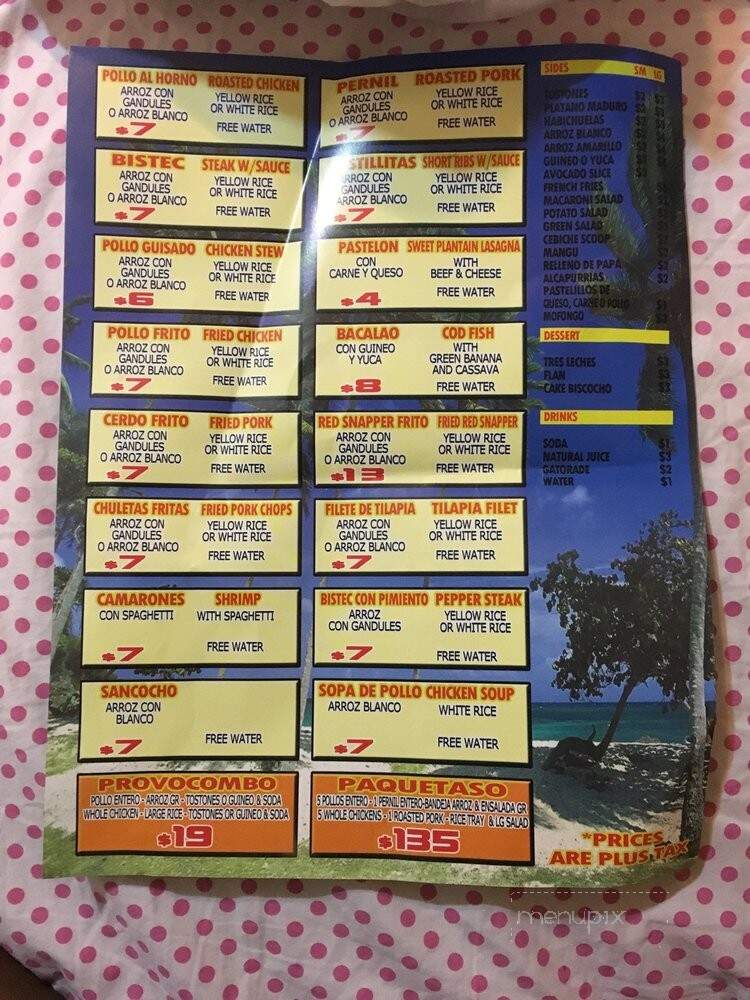 POLLO AL HORNO ROASTED CHICKEN
ARROZ CON GANDULES O ARROZ BLANCO
YELLOW RICE OR WHITE RICE
$7
FREE WATER
BISTEC STEAK W/SAUCE
ARROZ CON GANDULES O ARROZ BLANCO
YELLOW RICE OR WHITE RICE
$7
FREE WATER
POLLO GUISADO CHICKEN STEW
ARROZ CON GANDULES O ARROZ BLANCO
YELLOW RICE OR WHITE RICE
$6
FREE WATER
POLLO FRITO FRIED CHICKEN
ARROZ CON GANDULES O ARROZ BLANCO
YELLOW RICE OR WHITE RICE
$7
FREE WATER
CERDO FRITO FRIED PORK
ARROZ CON GANDULES O ARROZ BLANCO
YELLOW RICE OR WHITE RICE
$7
FREE WATER
CHULETAS FRITAS FRIED PORK CHOPS
ARROZ CON GANDULES O ARROZ BLANCO
YELLOW RICE OR WHITE RICE
$7
FREE WATER
CAMARONES SHRIMP
CON SPAGHETTI WITH SPAGHETTI
$7
FREE WATER
SANCOCHO
ARROZ CON BLANCO
$7
FREE WATER
PROVOCOMBO
POLLO ENTERO - ARROZ GR - TOSTONES O GUINEO & SODA
WHOLE CHICKEN - LARGE RICE - TOSTONES OR GUINEO & SODA
$19
PERNIL ROASTED PORK
ARROZ CON GANDULES O ARROZ BLANCO
YELLOW RICE OR WHITE RICE
$7
FREE WATER
STILLITAS SHORT RIBS W/SAUCE
ARROZ CON GANDULES ARROZ BLANCO
YELLOW RICE OR WHITE RICE
$7
FREE WATER
PASTELON SWEET PLANTAIN LASAGNA
CON CARNE Y QUESO
WITH BEEF & CHEESE
$4
FREE WATER
BACALAO COD FISH
CON GUINEO Y YUCA
WITH GREEN BANANA AND CASSAVA
$8
FREE WATER
RED SNAPPER FRITO FRIED RED SNAPPER
ARROZ CON GANDULES O ARROZ BLANCO
YELLOW RICE OR WHITE RICE
$13
FREE WATER
FILETE DE TILAPIA TILAPIA FILET
ARROZ CON GANDULES O ARROZ BLANCO
YELLOW RICE OR WHITE RICE
$7
FREE WATER
BISTEC CON PIMIENTO PEPPER STEAK
ARROZ CON GANDULES
YELLOW RICE OR WHITE RICE
$7
FREE WATER
SOPA DE POLLO CHICKEN SOUP
ARROZ BLANCO WHITE RICE
$7
FREE WATER
PAQUETASO
5 POLLOS ENTERO - 1 PERNIL ENTERO-BANDEJA ARROZ & ENSALADA GR
5 WHOLE CHICKENS - 1 ROASTED PORK - RICE TRAY & LG SALAD
$135
SIDES SM LG
TOSTONES $2
PLATANO MADURO $2
HABICHUELAS $2
ARROZ BLANCO
ARROZ AMARILLO
GUINEO O YUCA
AVOCADO SLICE
FRENCH FRIES
MACARONI SALAD
POTATO SALAD
GREEN SALAD
CEBICHE SCOOP
MANGU
RELLENO DE PAPA $2
ALCAPURRIAS $2
PASTELILLOS DE
QUESO, CARNE O POLLO
MOFONGO
DESSERT
TRES LECHES $3
FLAN $3
CAKE BISCOCHO $3
DRINKS
SODA $1
NATURAL JUICE $3
GATORADE $2
WATER $1
*PRICES
ARE PLUS TAX
menupix